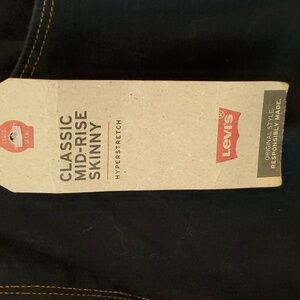 CLASSIC
MID-RISE
SKINNY
HYPERSTRETCH
Levi's
®
ORIGINAL STYLE.
RESPONSIBLY MADE.